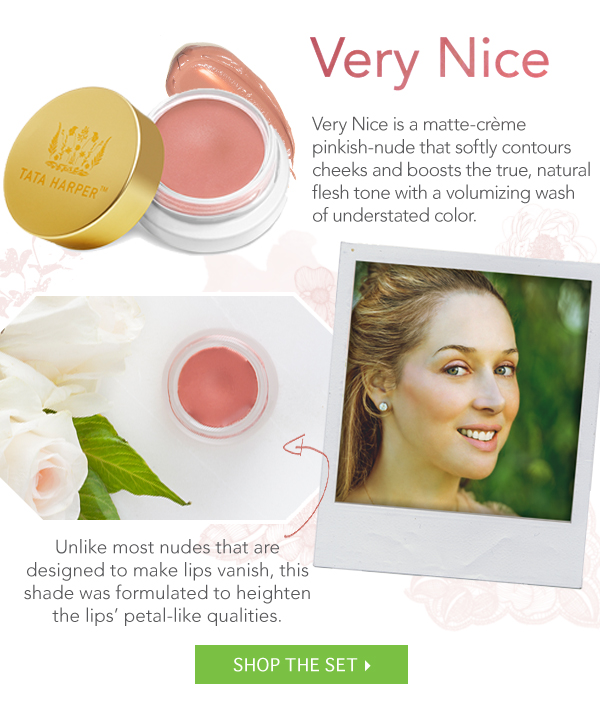 Very Nice
Very Nice is a matte-crème
pinkish-nude that softly contours
cheeks and boosts the true, natural
flesh tone with a volumizing wash
of understated color.
TATA HARPER™
Unlike most nudes that are
designed to make lips vanish, this
shade was formulated to heighten
the lips’ petal-like qualities.
SHOP THE SET